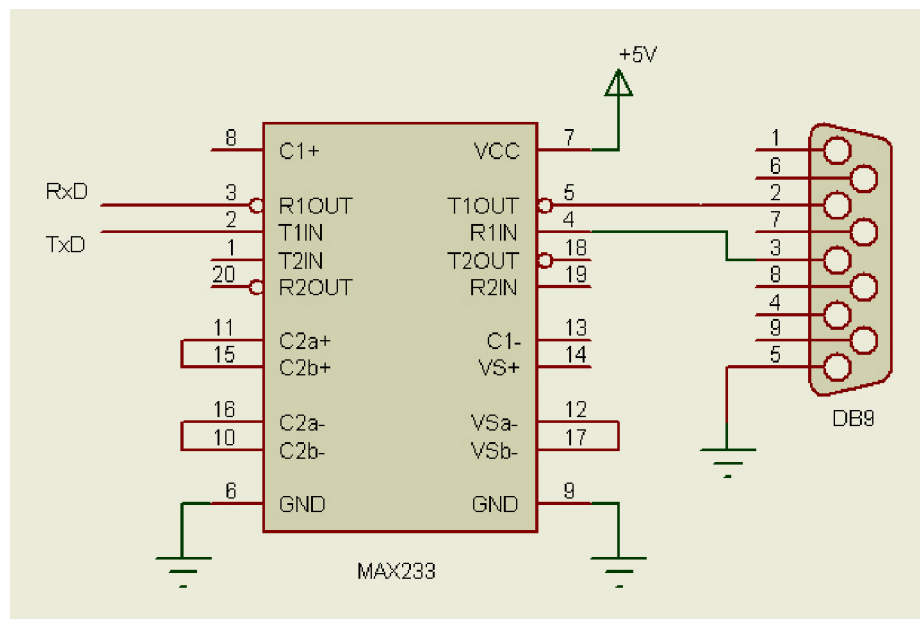 +5V
8 C1+ VCC 7
1
6
RxD 3 R1OUT T1OUT 5 2
TxD 2 T1IN R1IN 4 7
1 T2IN T2OUT 18 3
20 R2OUT R2IN 19 8
4
11 C2a+ C1- 13 9
15 C2b+ VS+ 14 5
16 C2a- VSa- 12
DB9
10 C2b- VSb- 17
6 GND GND 9
MAX233